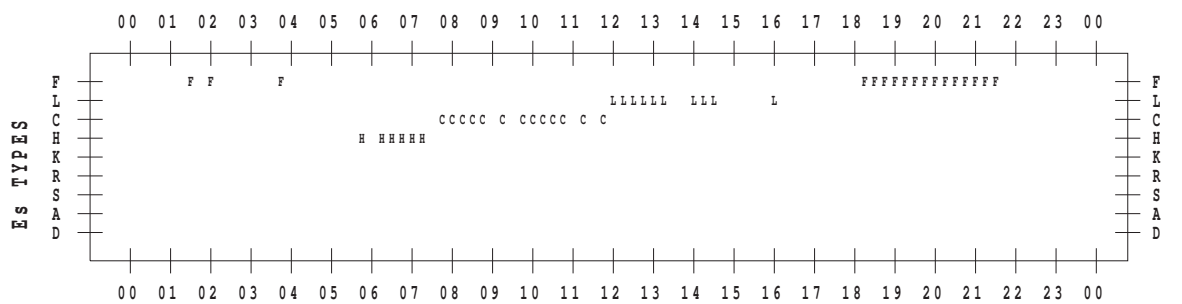 00 01 02 03 04 05 06 07 08 09 10 11 12 13 14 15 16 17 18 19 20 21 22 23 00
F F F F FFFFFFFFFFFFFF F
L LLLLLL LLL L L
C CCCCC C CCCCC C C C
H H HHHHH H
K K
R R
S S
A A
D D
Es TYPES
00 01 02 03 04 05 06 07 08 09 10 11 12 13 14 15 16 17 18 19 20 21 22 23 00